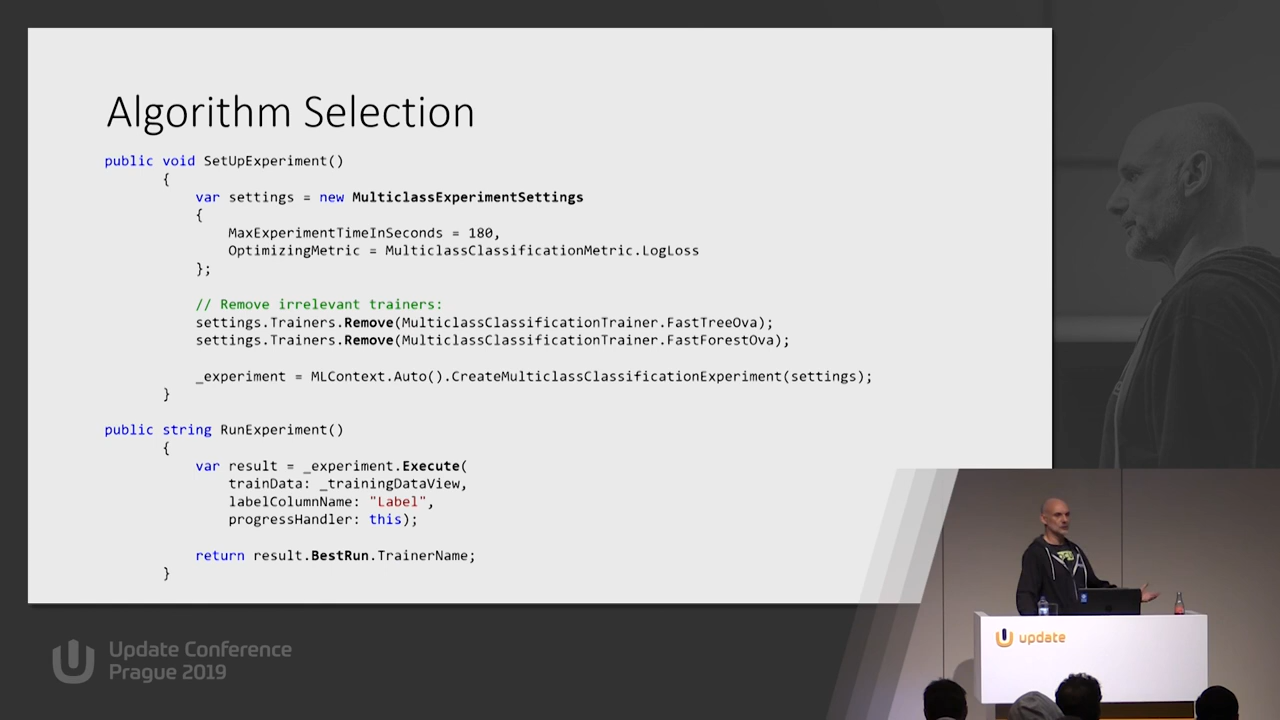 Algorithm Selection
public void SetUpExperiment()
{
var settings = new MulticlassExperimentSettings
{
MaxExperimentTimeInSeconds = 180,
OptimizingMetric = MulticlassClassificationMetric.LogLoss
};
// Remove irrelevant trainers:
settings.Trainers.Remove(MulticlassClassificationTrainer.FastTreeOva);
settings.Trainers.Remove(MulticlassClassificationTrainer.FastForestOva);
_experiment = MLContext.Auto().CreateMulticlassClassificationExperiment(settings);
}
public string RunExperiment()
{
var result = _experiment.Execute(
trainData: _trainingDataView,
labelColumnName: "Label",
progressHandler: this);
return result.BestRun.TrainerName;
}
Update Conference
Prague 2019
update